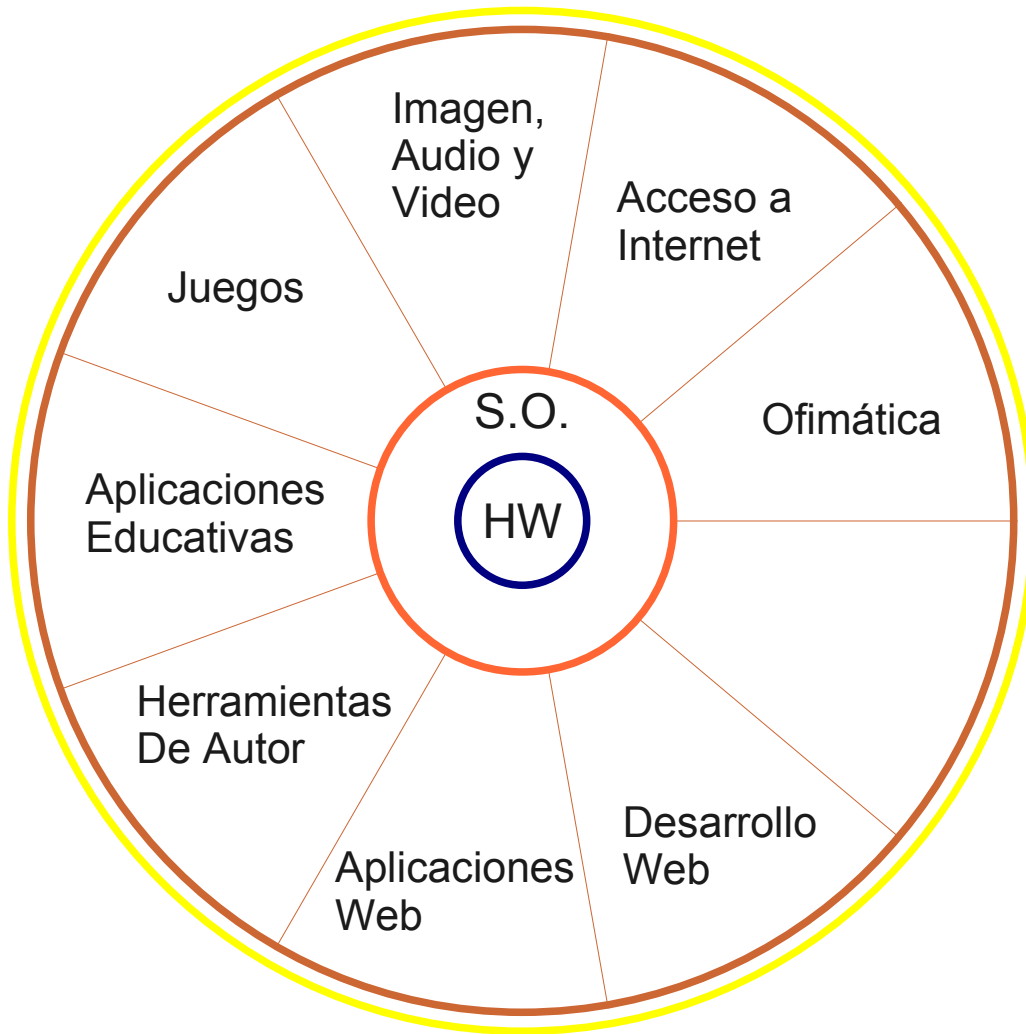 Imagen,
Audio y
Video
Acceso a
Internet
Juegos
Ofimática
S.O.
HW
Aplicaciones
Educativas
Herramientas
De Autor
Desarrollo
Web
Aplicaciones
Web